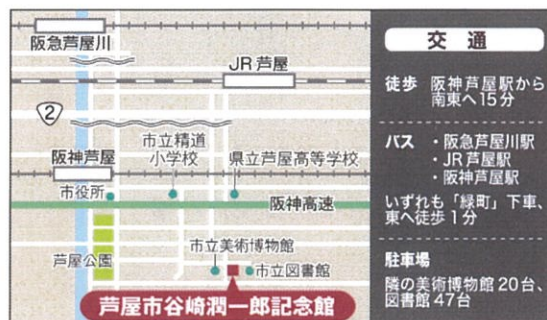 阪急芦屋川
JR芦屋
2
市立精道
小学校
阪神芦屋
県立芦屋高等学校
市役所
阪神高速
市立美術博物館
芦屋公園
市立図書館
芦屋市谷崎潤一郎記念館
交通
徒歩 阪神芦屋駅から
南東へ15分
バス ・阪急芦屋川駅
・JR芦屋駅
・阪神芦屋駅
いずれも「緑町」下車、
東へ徒歩1分
駐車場
隣の美術博物館20台、
図書館47台